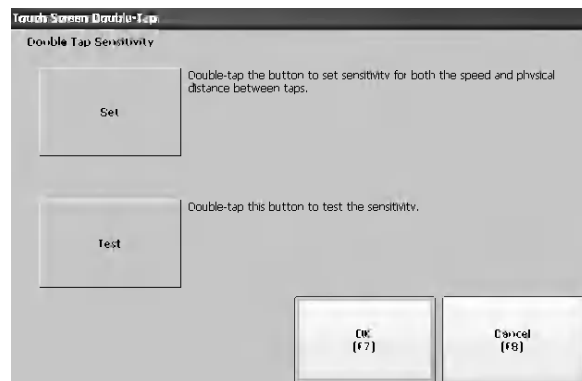 Touch Screen Double-Tap
Double Tap Sensitivity
Double-tap the button to set sensitivity for both the speed and physical
distance between taps.
Set
Double-tap this button to test the sensitivity.
Test
OK
(F7)
Cancel
(F8)